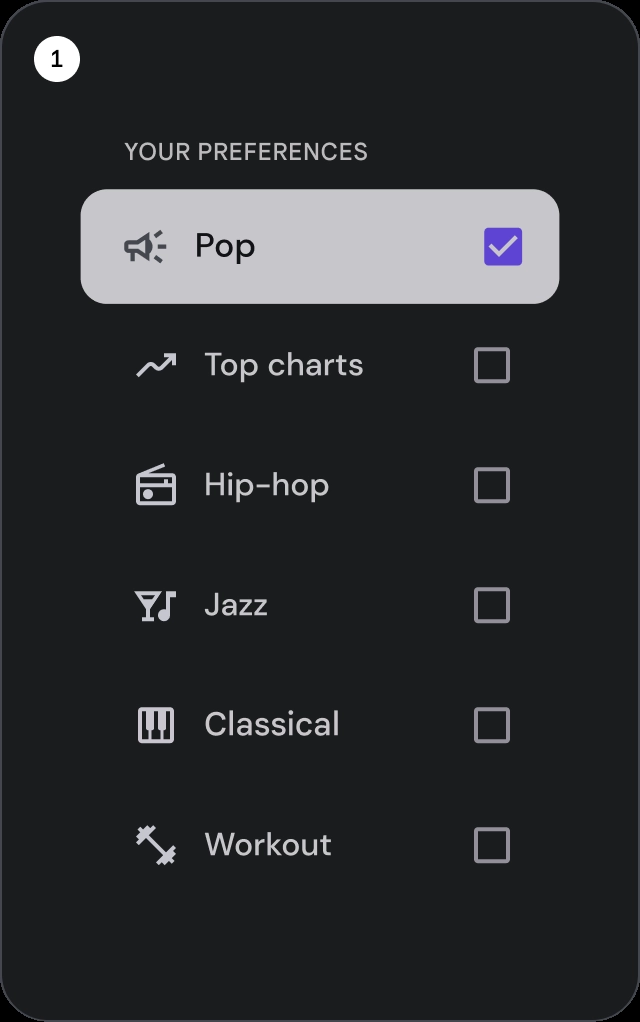 1
YOUR PREFERENCES
Pop
Top charts
Hip-hop
Jazz
Classical
Workout